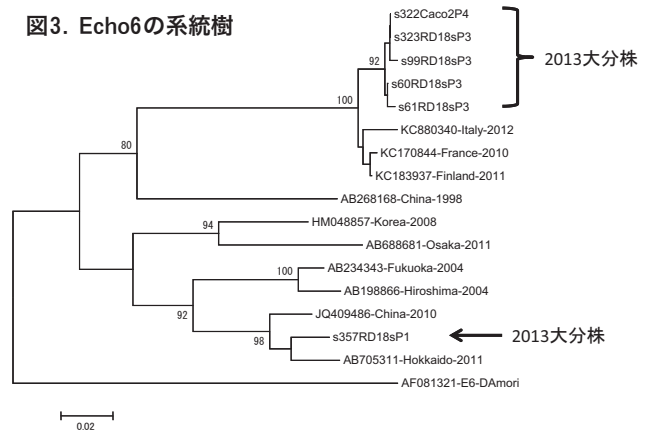 図3. Echo6の系統樹
s322Caco2P4
s323RD18sP3
92
s99RD18sP3
2013大分株
s60RD18sP3
100
s61RD18sP3
KC880340-Italy-2012
80
KC170844-France-2010
KC183937-Finland-2011
AB268168-China-1998
94
HM048857-Korea-2008
AB688681-Osaka-2011
100
AB234343-Fukuoka-2004
AB198866-Hiroshima-2004
92
JQ409486-China-2010
98
s357RD18sP1
2013大分株
AB705311-Hokkaido-2011
AF081321-E6-DAmori
0.02